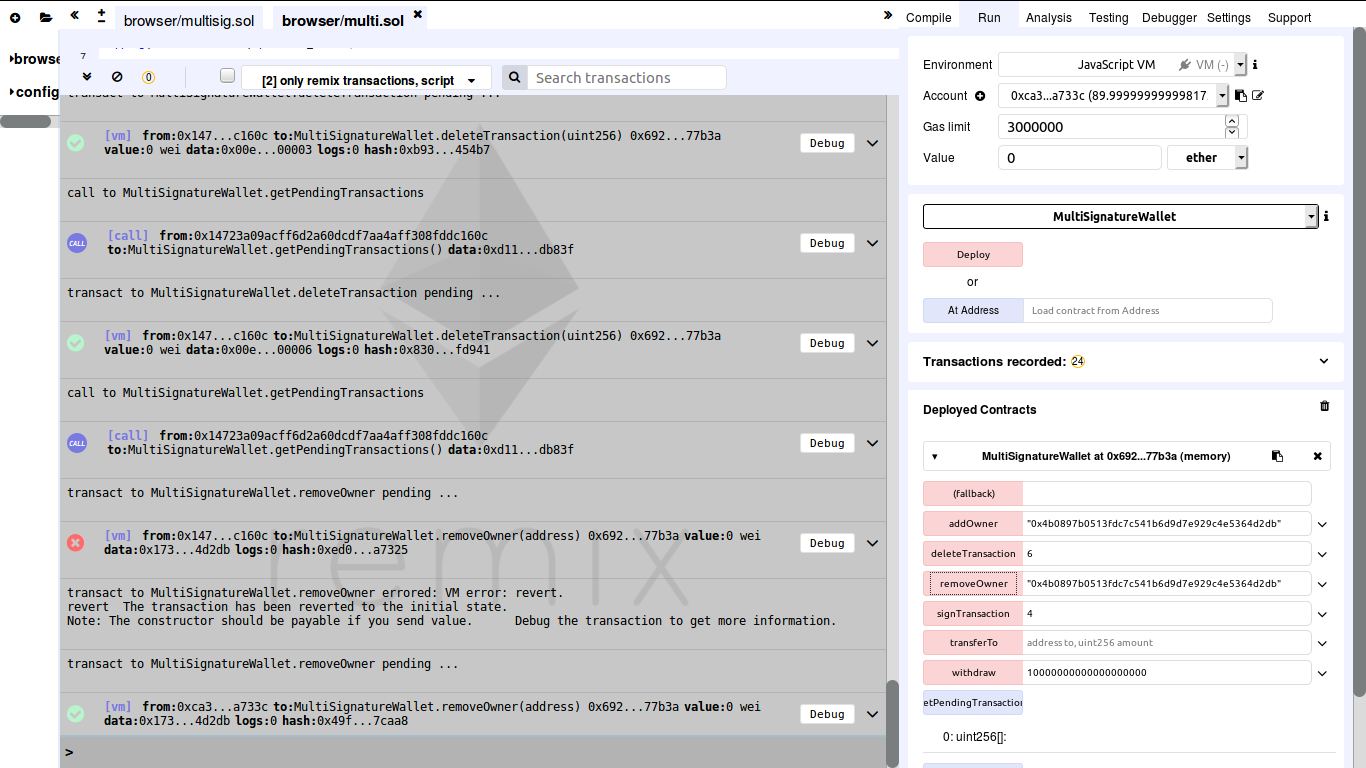 browser/multisig.sol
browser/multi.sol
Compile Run Analysis Testing Debugger Settings Support
browse
config
7
0
[2] only remix transactions, script
Search transactions
transact to MultiSignatureWallet.deleteTransaction pending ...
[vm] from:0x147...c160c to:MultiSignatureWallet.deleteTransaction(uint256) 0x692...77b3a
value:0 wei data:0x00e...00003 logs:0 hash:0xb93...454b7
Debug
call to MultiSignatureWallet.getPendingTransactions
CALL
[call] from:0x14723a09acff6d2a60dcdf7aa4aff308fddc160c
to:MultiSignatureWallet.getPendingTransactions() data:0xd11...db83f
Debug
transact to MultiSignatureWallet.deleteTransaction pending ...
[vm] from:0x147...c160c to:MultiSignatureWallet.deleteTransaction(uint256) 0x692...77b3a
value:0 wei data:0x00e...00006 logs:0 hash:0x830...fd941
Debug
call to MultiSignatureWallet.getPendingTransactions
CALL
[call] from:0x14723a09acff6d2a60dcdf7aa4aff308fddc160c
to:MultiSignatureWallet.getPendingTransactions() data:0xd11...db83f
Debug
transact to MultiSignatureWallet.removeOwner pending ...
[vm] from:0x147...c160c to:MultiSignatureWallet.removeOwner(address) 0x692...77b3a value:0 wei
data:0x173...4d2db logs:0 hash:0xed0...a7325
Debug
remix
transact to MultiSignatureWallet.removeOwner errored: VM error: revert.
revert The transaction has been reverted to the initial state.
Note: The constructor should be payable if you send value. Debug the transaction to get more information.
transact to MultiSignatureWallet.removeOwner pending ...
[vm] from:0xca3...a733c to:MultiSignatureWallet.removeOwner(address) 0x692...77b3a value:0 wei
data:0x173...4d2db logs:0 hash:0x49f...7caa8
Debug
>
Environment JavaScript VM VM (-)
Account 0xca3...a733c (89.99999999999817
Gas limit 3000000
Value 0 ether
MultiSignatureWallet
Deploy
or
At Address Load contract from Address
Transactions recorded: 24
Deployed Contracts
MultiSignatureWallet at 0x692...77b3a (memory)
(fallback)
addOwner "0x4b0897b0513fdc7c541b6d9d7e929c4e5364d2db"
deleteTransaction 6
removeOwner "0x4b0897b0513fdc7c541b6d9d7e929c4e5364d2db"
signTransaction 4
transferTo address to, uint256 amount
withdraw 10000000000000000000
etPendingTransaction
0: uint256[]: